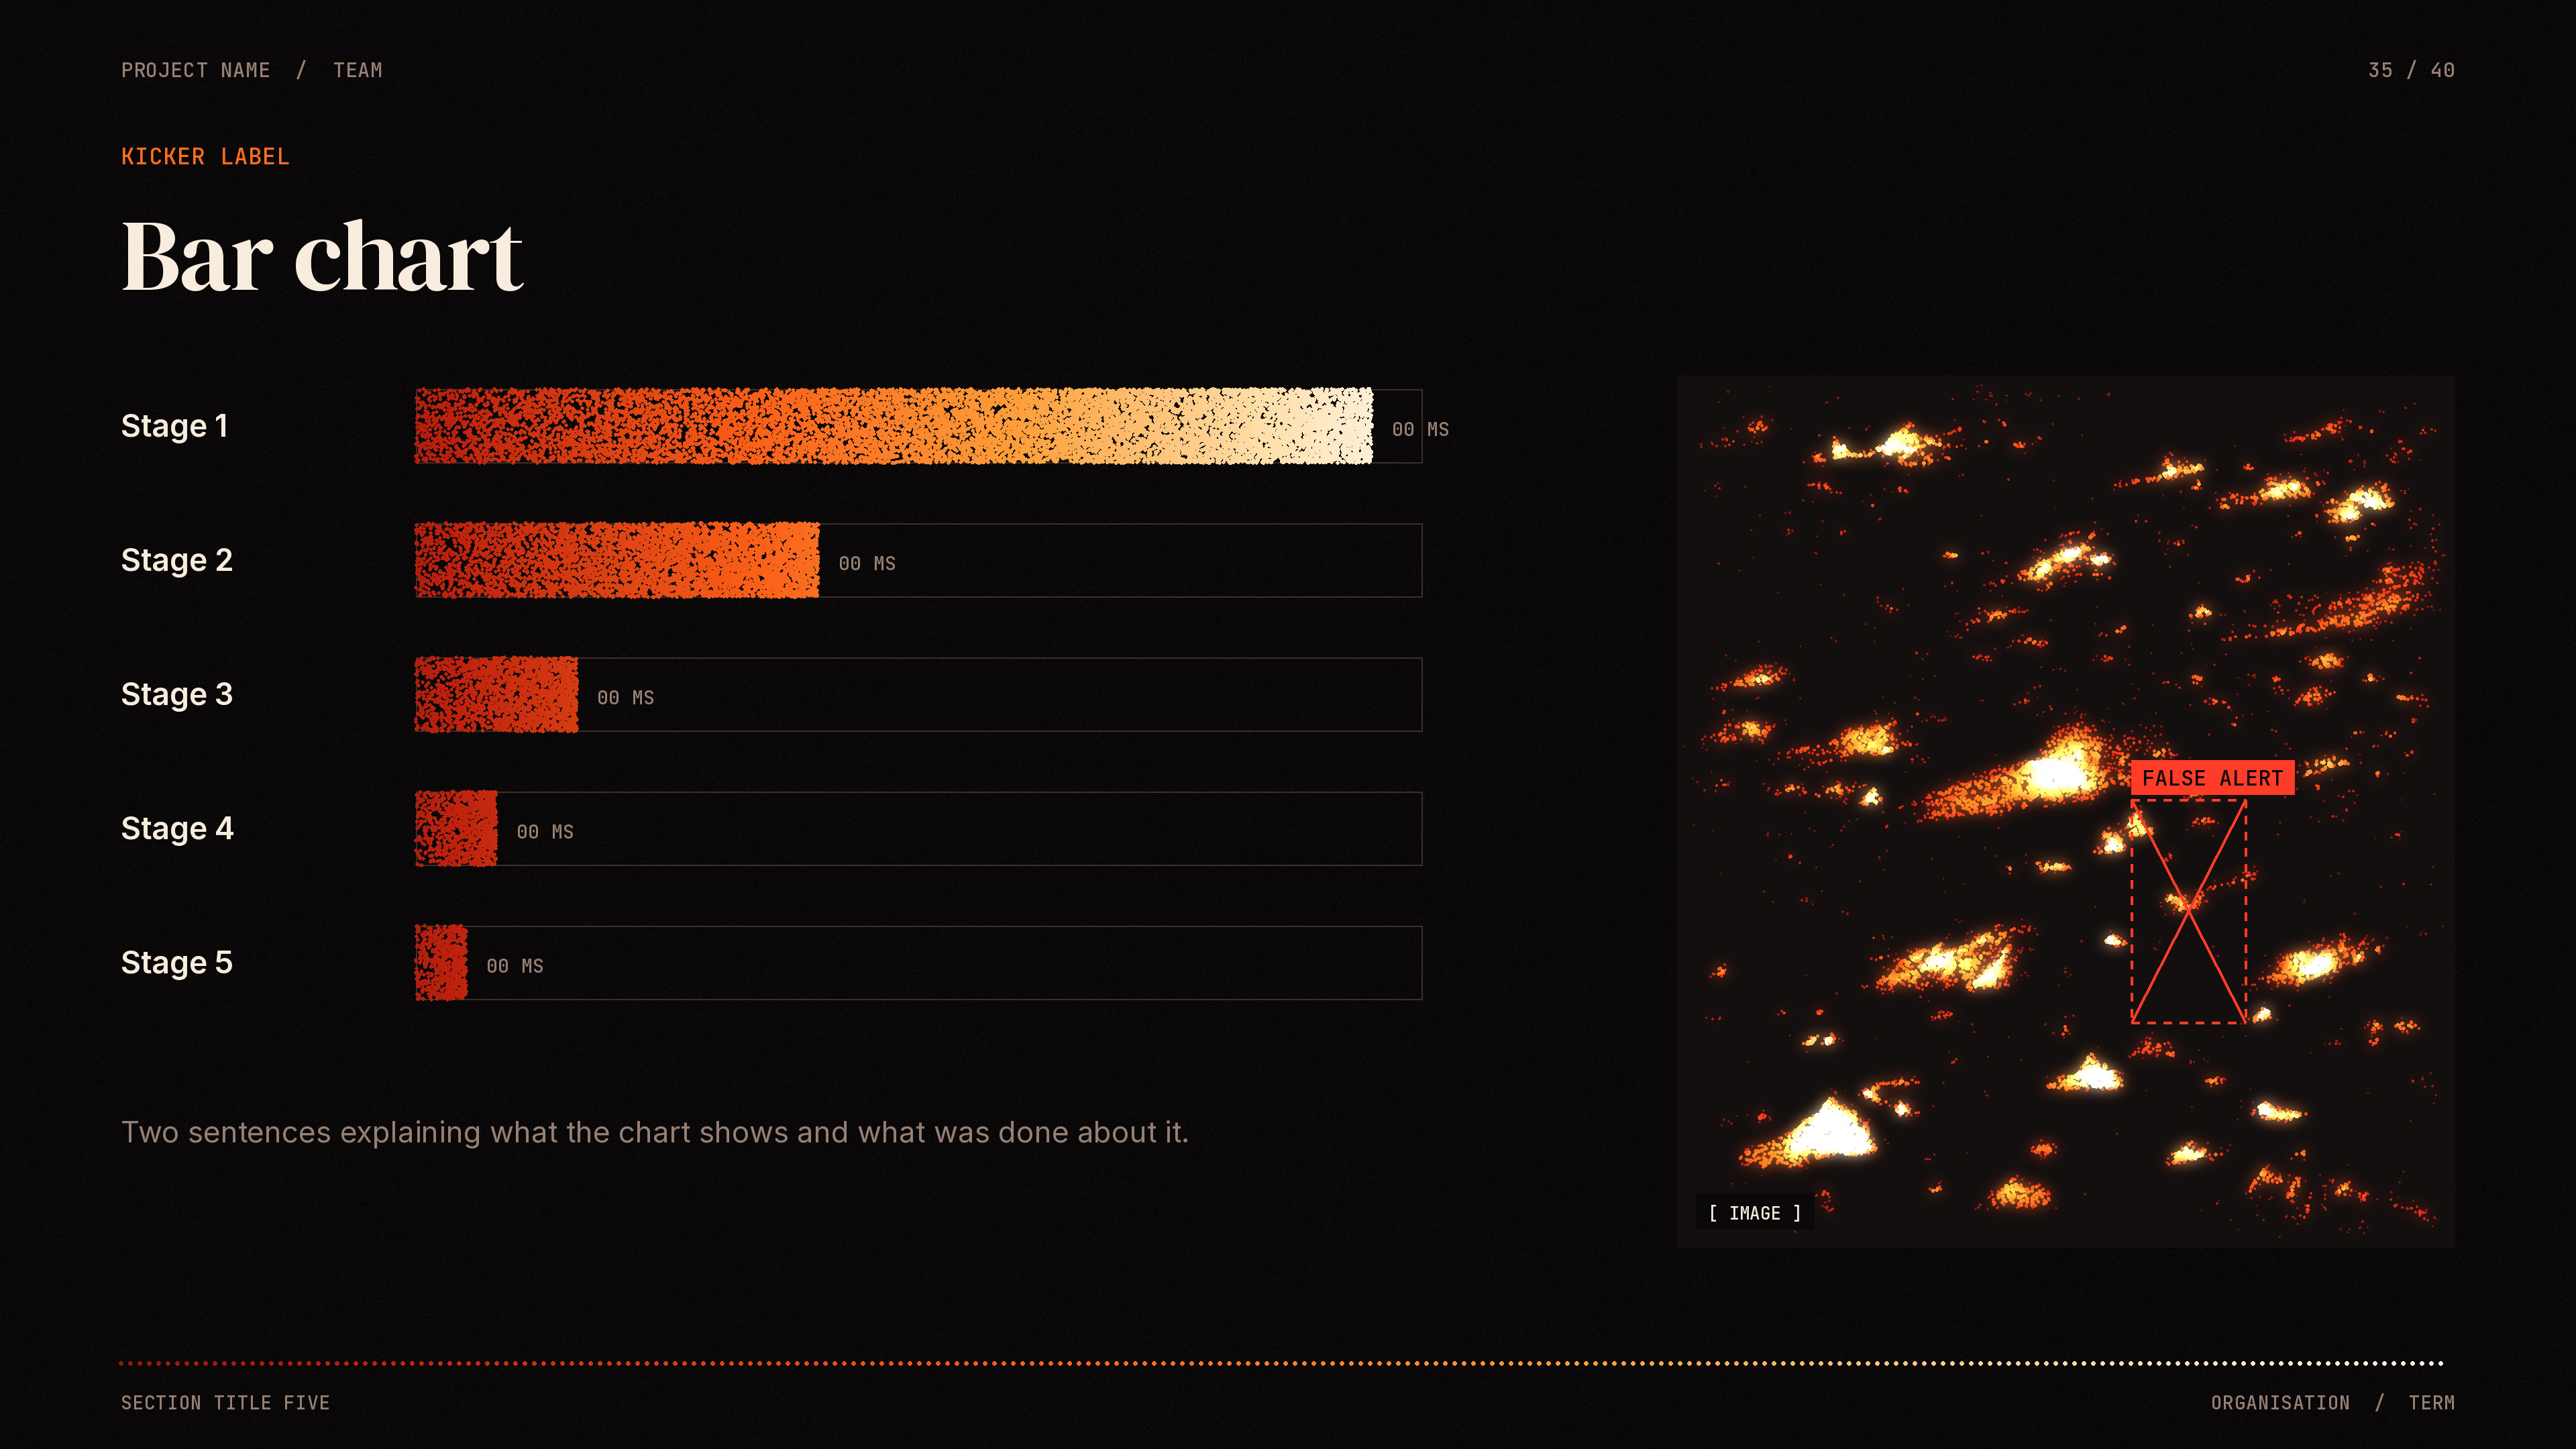 PROJECT NAME / TEAM
35 / 40
KICKER LABEL
Bar chart
Stage 1
00 MS
Stage 2
00 MS
Stage 3
00 MS
Stage 4
00 MS
Stage 5
00 MS
Two sentences explaining what the chart shows and what was done about it.
FALSE ALERT
[ IMAGE ]
SECTION TITLE FIVE
ORGANISATION / TERM